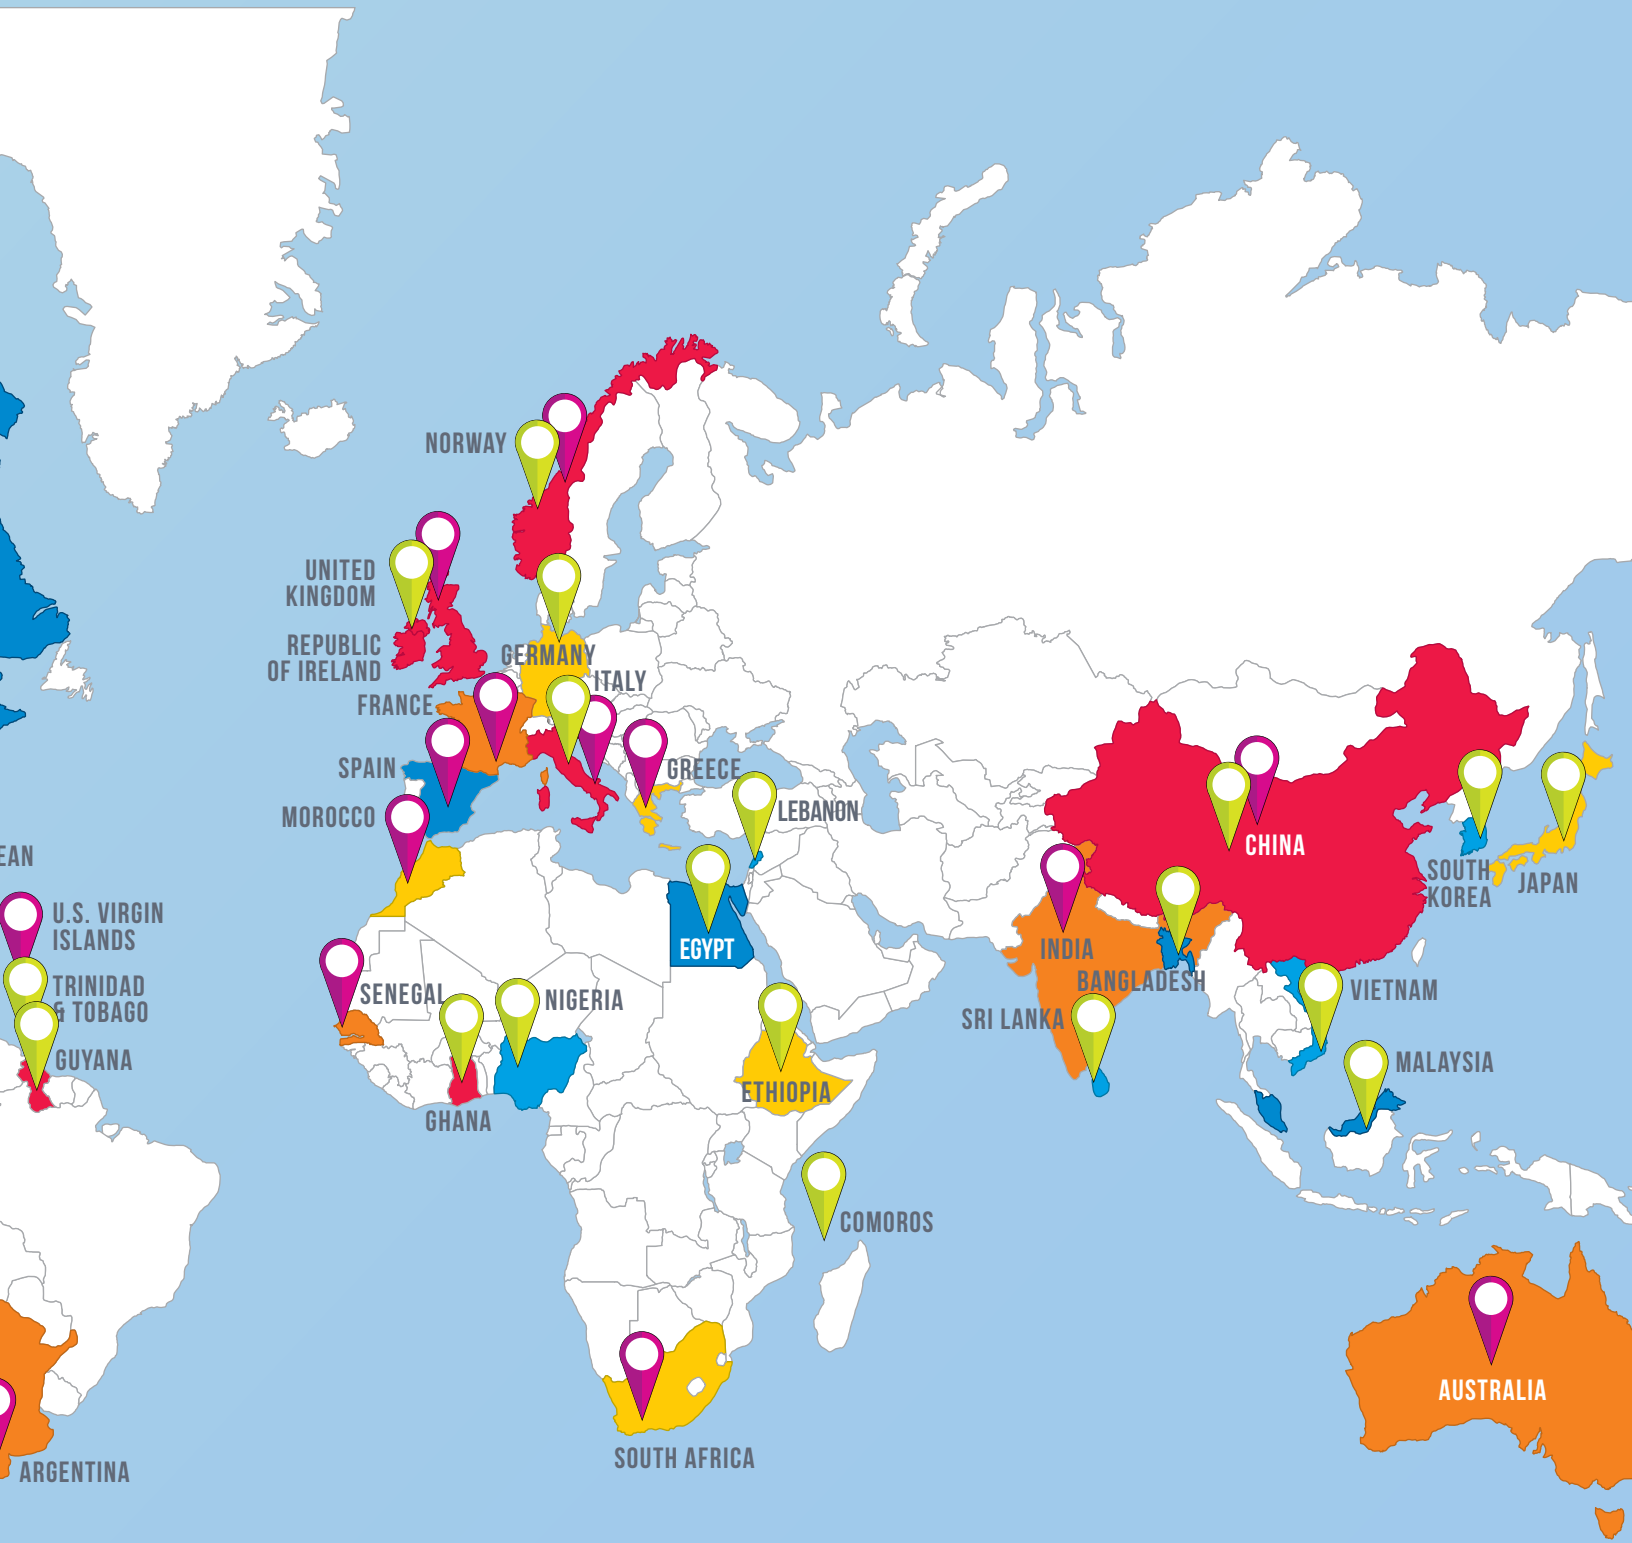 NORWAY
UNITED
KINGDOM
REPUBLIC
OF IRELAND
GERMANY
ITALY
FRANCE
SPAIN
GREECE
MOROCCO
LEBANON
CHINA
SOUTH
KOREA
JAPAN
EAN
U.S. VIRGIN
ISLANDS
EGYPT
INDIA
BANGLADESH
TRINIDAD
& TOBAGO
SENEGAL
NIGERIA
SRI LANKA
VIETNAM
GUYANA
MALAYSIA
ETHIOPIA
GHANA
COMOROS
AUSTRALIA
SOUTH AFRICA
ARGENTINA